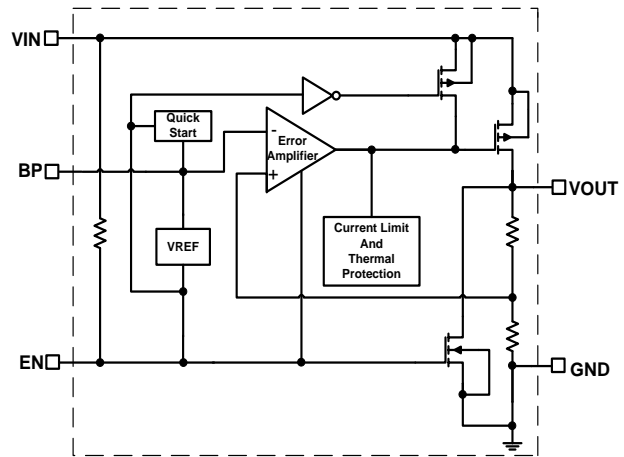 VIN
Quick
Start
-
Error
Amplifier
+
BP
VOUT
VREF
Current Limit
And
Thermal
Protection
EN
GND